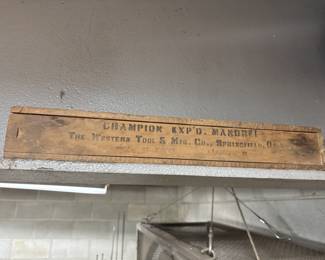 CHAMPION EXP'D. MANDREL
THE WESTERN TOOL & MFG. CO., SPRINGFIELD, O.